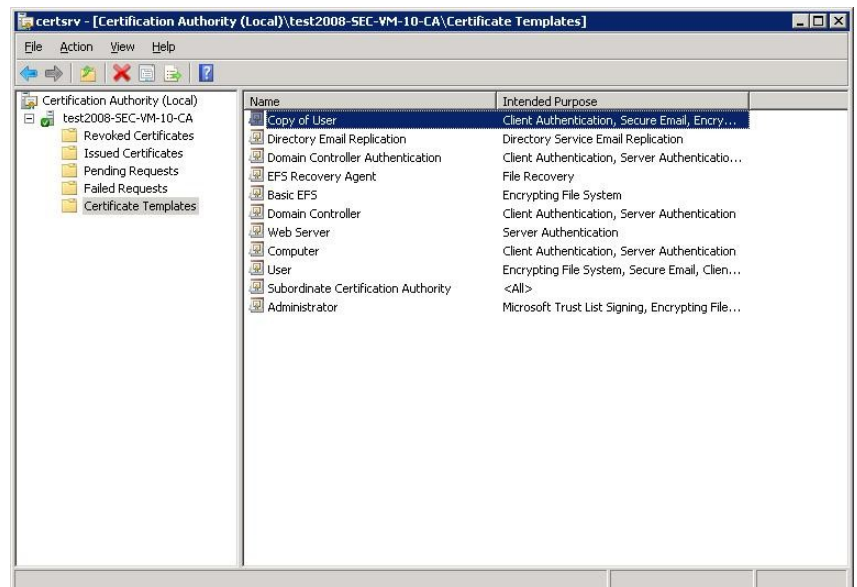 certsrv - [Certification Authority (Local)\test2008-SEC-VM-10-CA\Certificate Templates]
File Action View Help
Certification Authority (Local)
test2008-SEC-VM-10-CA
Revoked Certificates
Issued Certificates
Pending Requests
Failed Requests
Certificate Templates
Name Intended Purpose
Copy of User Client Authentication, Secure Email, Encry...
Directory Email Replication Directory Service Email Replication
Domain Controller Authentication Client Authentication, Server Authenticatio...
EFS Recovery Agent File Recovery
Basic EFS Encrypting File System
Domain Controller Client Authentication, Server Authentication
Web Server Server Authentication
Computer Client Authentication, Server Authentication
User Encrypting File System, Secure Email, Clien...
Subordinate Certification Authority <All>
Administrator Microsoft Trust List Signing, Encrypting File...